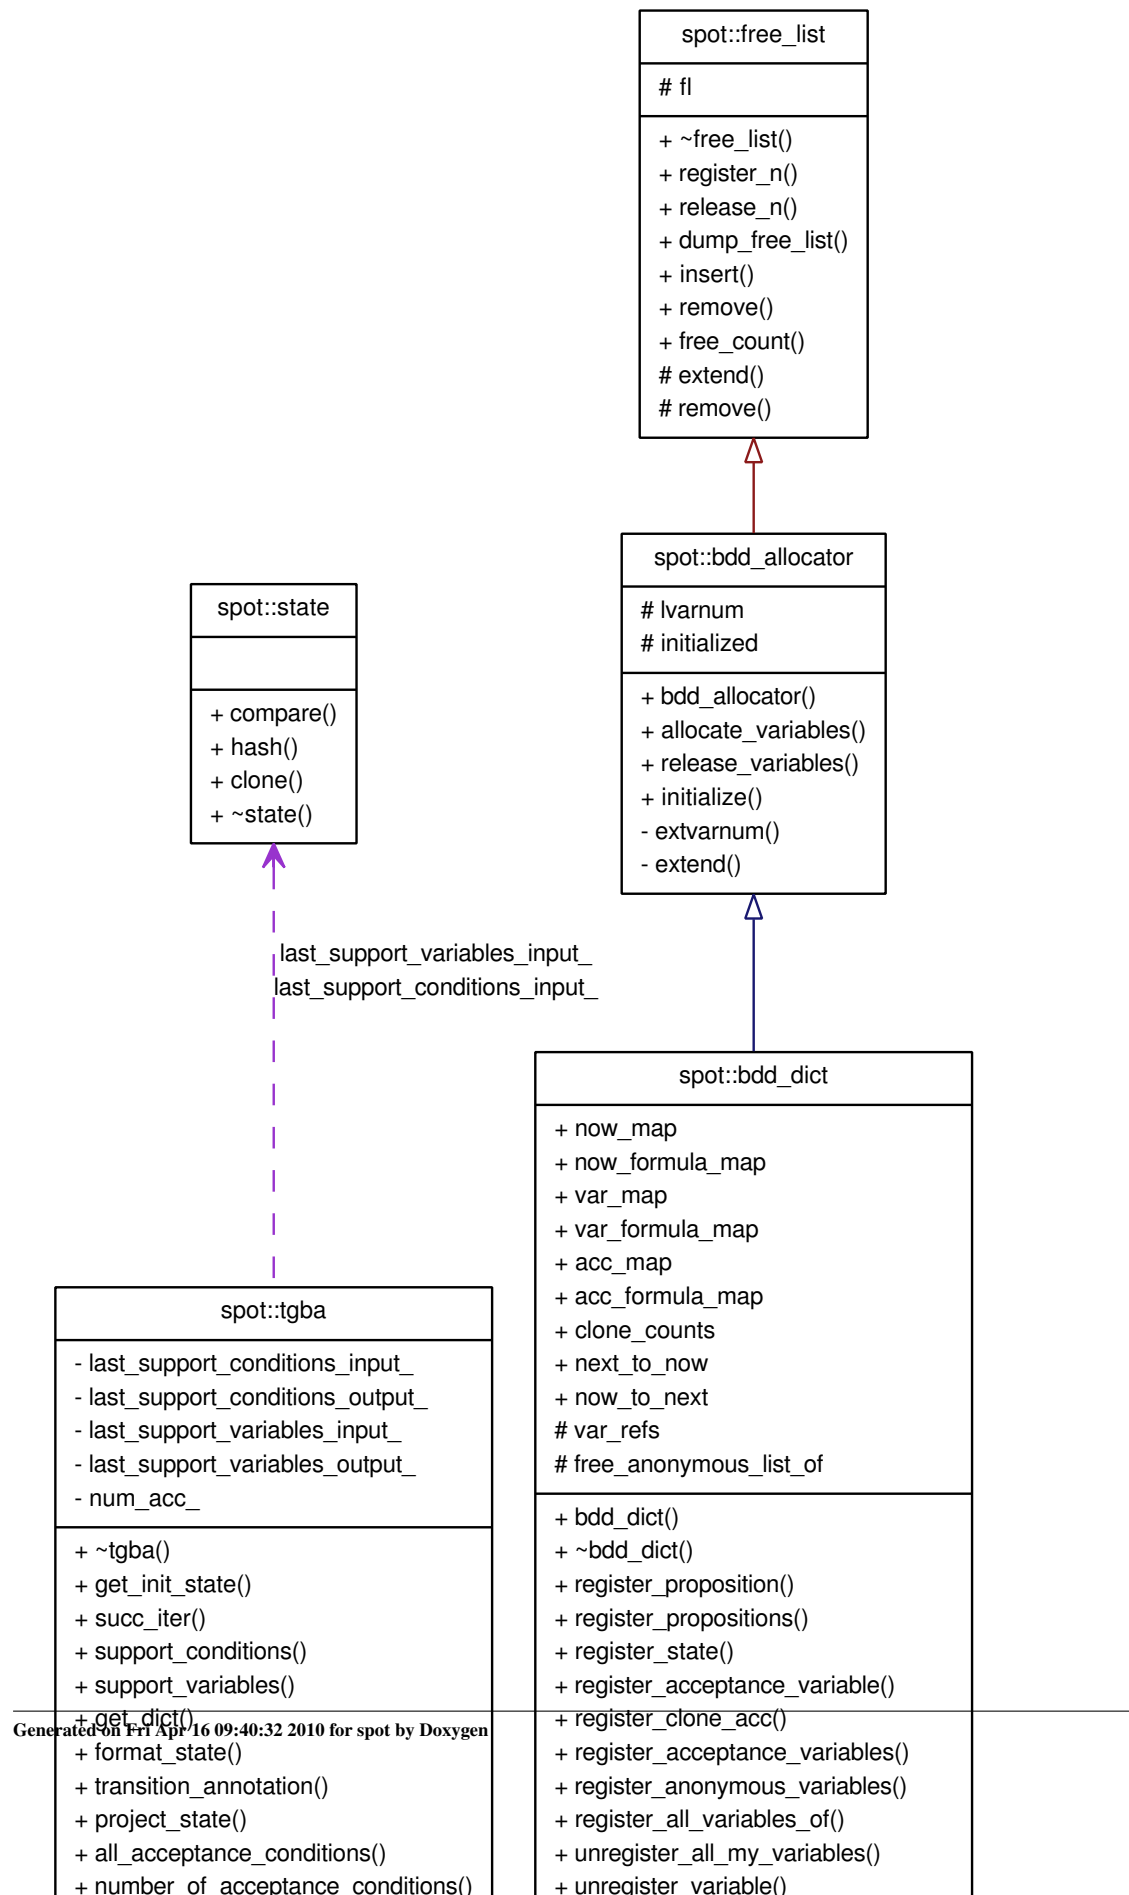 spot::free_list
# fl
+ ~free_list()
+ register_n()
+ release_n()
+ dump_free_list()
+ insert()
+ remove()
+ free_count()
# extend()
# remove()
spot::bdd_allocator
# lvarnum
# initialized
+ bdd_allocator()
+ allocate_variables()
+ release_variables()
+ initialize()
- extvarnum()
- extend()
spot::state
+ compare()
+ hash()
+ clone()
+ ~state()
last_support_variables_input_
last_support_conditions_input_
spot::bdd_dict
+ now_map
+ now_formula_map
+ var_map
+ var_formula_map
+ acc_map
+ acc_formula_map
+ clone_counts
+ next_to_now
+ now_to_next
# var_refs
# free_anonymous_list_of
+ bdd_dict()
+ ~bdd_dict()
+ register_proposition()
+ register_propositions()
+ register_state()
+ register_acceptance_variable()
+ register_clone_acc()
+ register_acceptance_variables()
+ register_anonymous_variables()
+ register_all_variables_of()
+ unregister_all_my_variables()
+ unregister_variable()
spot::tgba
- last_support_conditions_input_
- last_support_conditions_output_
- last_support_variables_input_
- last_support_variables_output_
- num_acc_
+ ~tgba()
+ get_init_state()
+ succ_iter()
+ support_conditions()
+ support_variables()
+ get_dict()
+ format_state()
+ transition_annotation()
+ project_state()
+ all_acceptance_conditions()
+ number_of_acceptance_conditions()
Generated on Fri Apr 16 09:40:32 2010 for spot by Doxygen